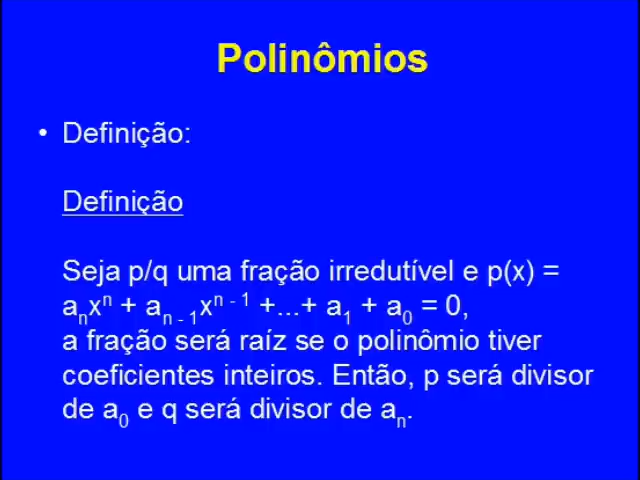 Polinômios
• Definição:
Definição
Seja p/q uma fração irredutível e p(x) =
aₙxⁿ + aₙ₋₁xⁿ⁻¹ +...+ a₁ + a₀ = 0,
a fração será raíz se o polinômio tiver
coeficientes inteiros. Então, p será divisor
de a₀ e q será divisor de aₙ.